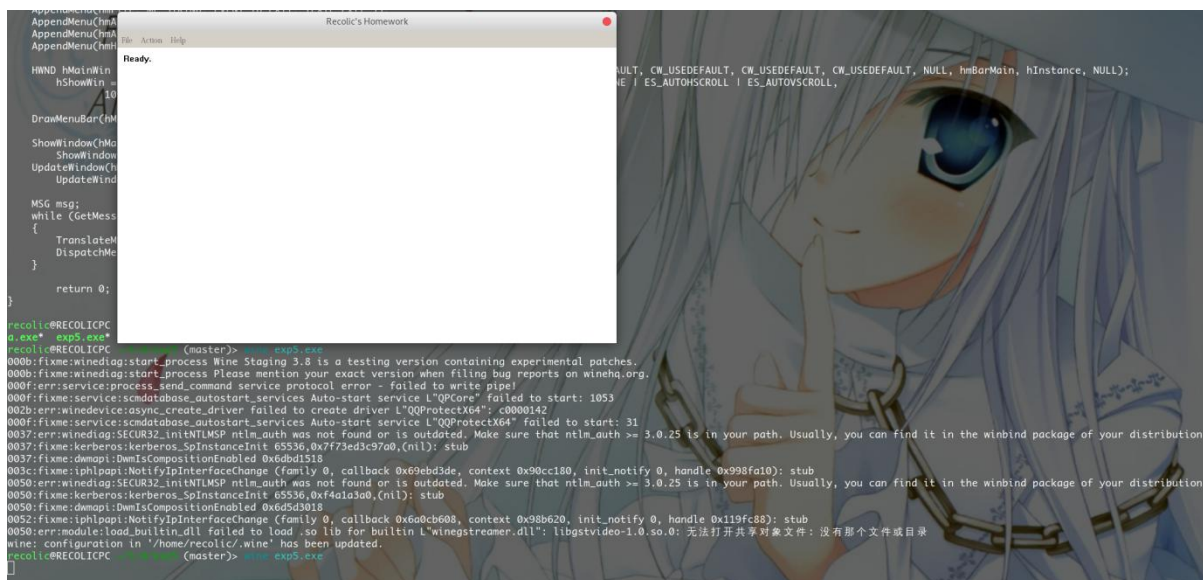 AppendMenu(hmA
AppendMenu(hmA
AppendMenu(hmH
HWND hMainWin
AULT, CW_USEDEFAULT, CW_USEDEFAULT, CW_USEDEFAULT, NULL, hmBarMain, hInstance, NULL);
hShowWin =
NE | ES_AUTOHSCROLL | ES_AUTOVSCROLL,
10
DrawMenuBar(hM
ShowWindow(hMa
ShowWindow
UpdateWindow(h
UpdateWind
MSG msg;
while (GetMess
{
TranslateM
DispatchMe
}
return 0;
}
Recolic's Homework
File Action Help
Ready.
recolic@RECOLICPC
a.exe* exp5.exe*
recolic@RECOLICPC (master)> wine exp5.exe
000b:fixme:winediag:start_process Wine Staging 3.8 is a testing version containing experimental patches.
000b:fixme:winediag:start_process Please mention your exact version when filing bug reports on winehq.org.
000f:err:service:process_send_command service protocol error - failed to write pipe!
000f:fixme:service:scmdatabase_autostart_services Auto-start service L"QPCore" failed to start: 1053
002b:err:winedevice:async_create_driver failed to create driver L"QQProtectX64": c0000142
000f:fixme:service:scmdatabase_autostart_services Auto-start service L"QQProtectX64" failed to start: 31
0037:err:winediag:SECUR32_initNTLMSP ntlm_auth was not found or is outdated. Make sure that ntlm_auth >= 3.0.25 is in your path. Usually, you can find it in the winbind package of your distribution
0037:fixme:kerberos:kerberos_SpInstanceInit 65536,0x7f73ed3c97a0,(nil): stub
0037:fixme:dwmapi:DwmIsCompositionEnabled 0x6dbd1518
003c:fixme:iphlpapi:NotifyIpInterfaceChange (family 0, callback 0x69ebd3de, context 0x90cc180, init_notify 0, handle 0x998fa10): stub
0050:err:winediag:SECUR32_initNTLMSP ntlm_auth was not found or is outdated. Make sure that ntlm_auth >= 3.0.25 is in your path. Usually, you can find it in the winbind package of your distribution
0050:fixme:kerberos:kerberos_SpInstanceInit 65536,0xf4a1a3a0,(nil): stub
0050:fixme:dwmapi:DwmIsCompositionEnabled 0x6d5d3018
0052:fixme:iphlpapi:NotifyIpInterfaceChange (family 0, callback 0x6a0cb608, context 0x98b620, init_notify 0, handle 0x119fc88): stub
0050:err:module:load_builtin_dll failed to load .so lib for builtin L"winegstreamer.dll": libgstvideo-1.0.so.0: 无法打开共享对象文件: 没有那个文件或目录
wine: configuration in '/home/recolic/.wine' has been updated.
recolic@RECOLICPC (master)> wine exp5.exe